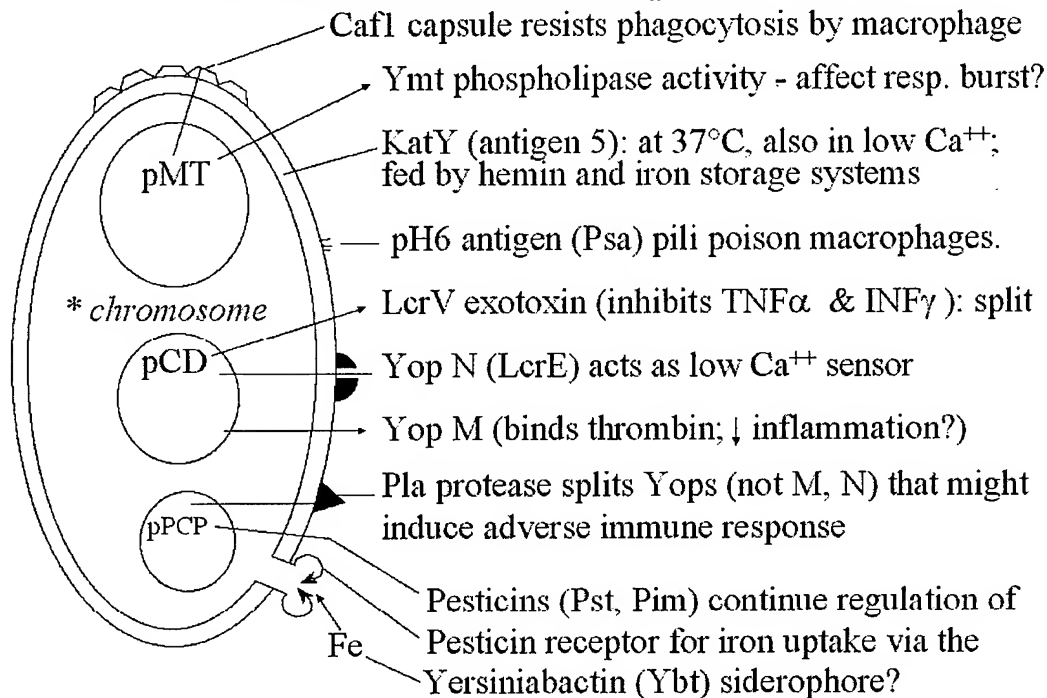 Caf1 capsule resists phagocytosis by macrophage
Ymt phospholipase activity - affect resp. burst?
KatY (antigen 5): at 37°C, also in low Ca⁺⁺;
fed by hemin and iron storage systems
pMT
pH6 antigen (Psa) pili poison macrophages.
* chromosome
LcrV exotoxin (inhibits TNFα & INFγ ): split
pCD
Yop N (LcrE) acts as low Ca⁺⁺ sensor
Yop M (binds thrombin; ↓ inflammation?)
Pla protease splits Yops (not M, N) that might
induce adverse immune response
pPCP
Pesticins (Pst, Pim) continue regulation of
Pesticin receptor for iron uptake via the
Fe
Yersiniabactin (Ybt) siderophore?